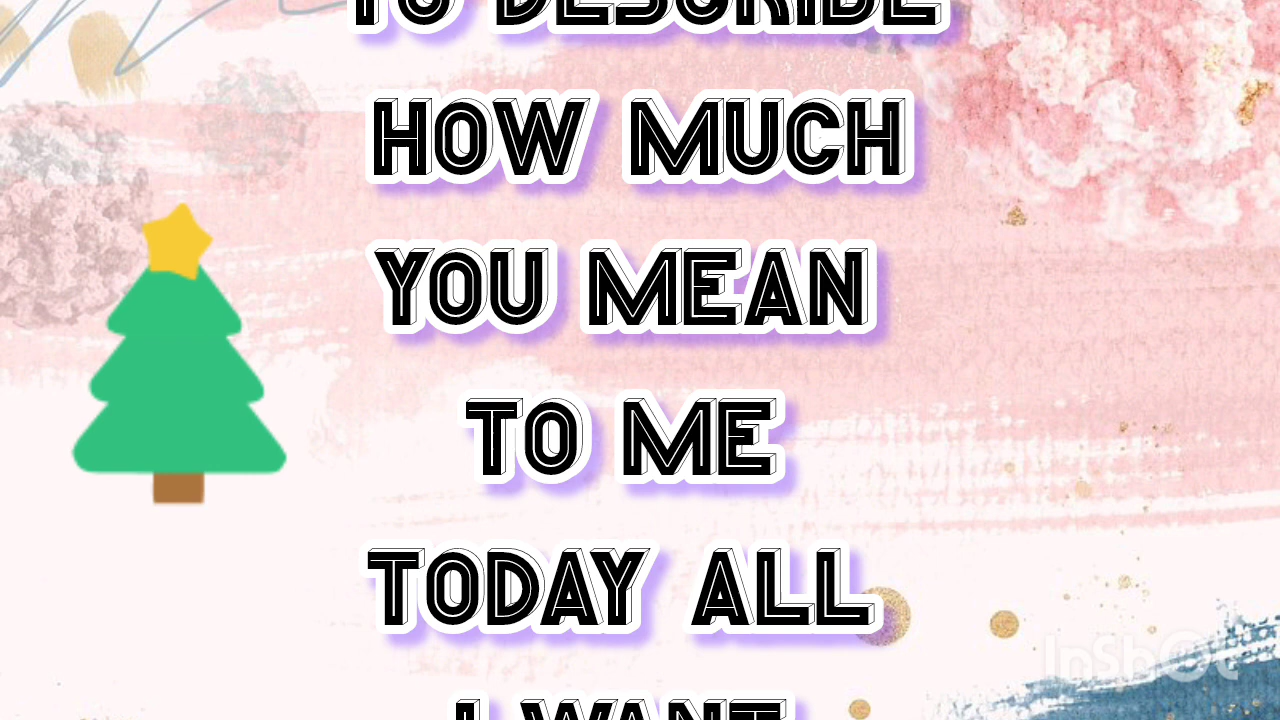 TO DESCRIBE
HOW MUCH
YOU MEAN
TO ME
TODAY ALL
I WANT
InShOt